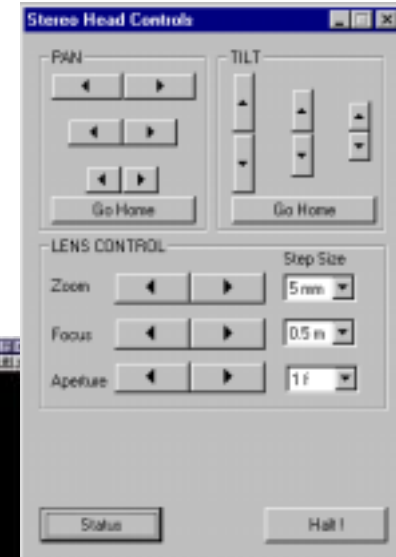 Stereo Head Controls
PAN
TILT
Go Home
Go Home
LENS CONTROL
Step Size
Zoom
5 mm
Focus
0.5 m
Aperture
1 f
Status
Halt !